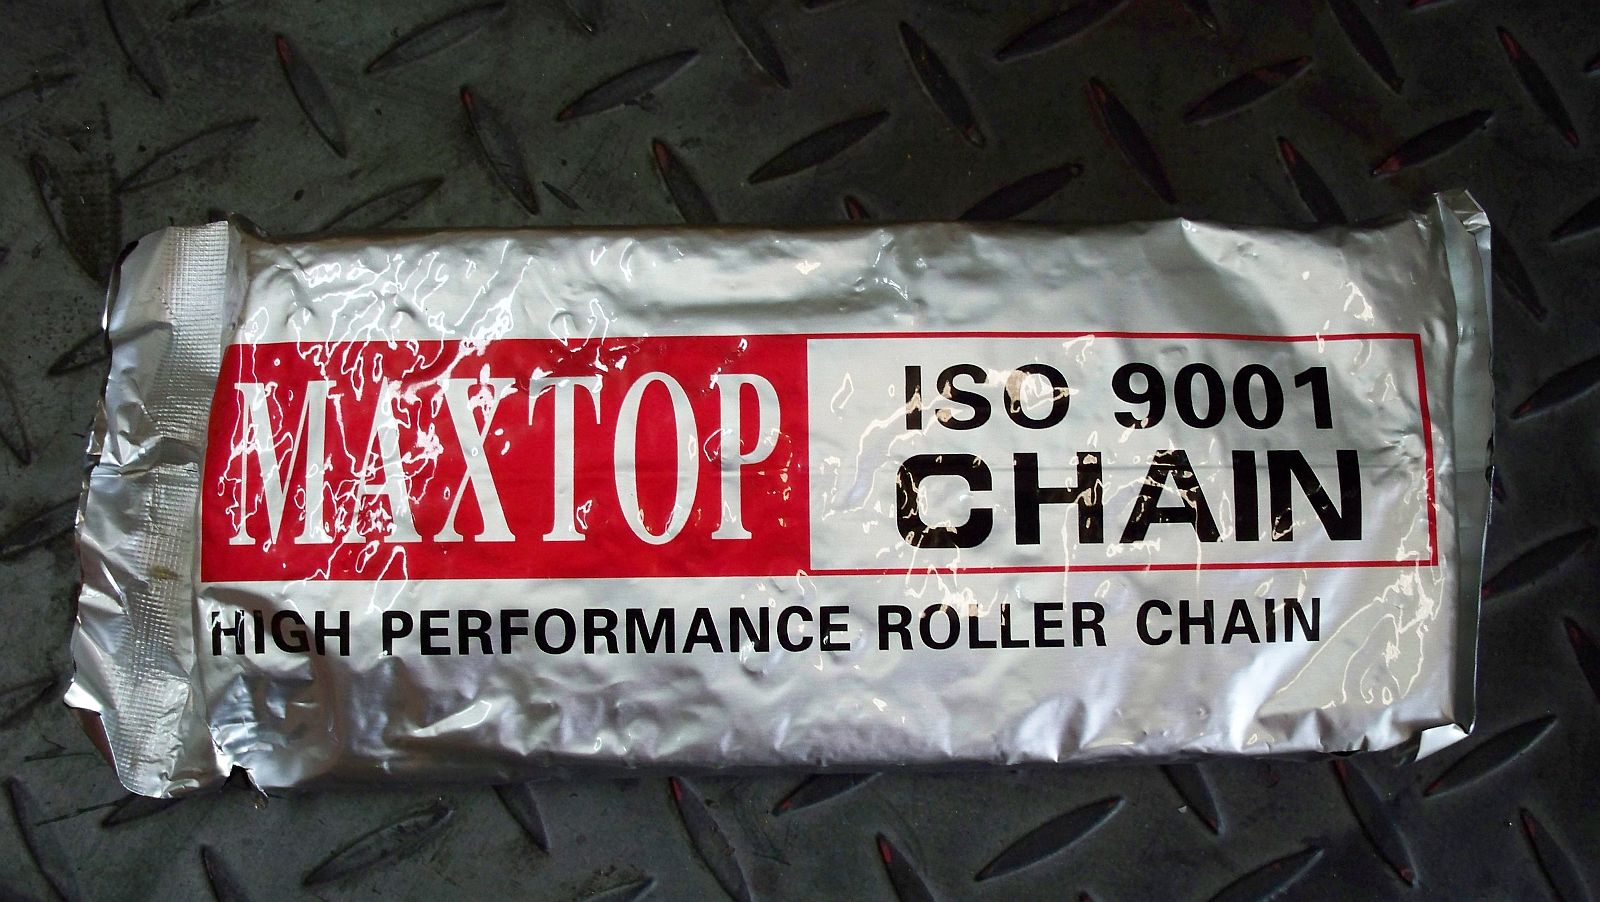 MAXTOP
ISO 9001
CHAIN
HIGH PERFORMANCE ROLLER CHAIN